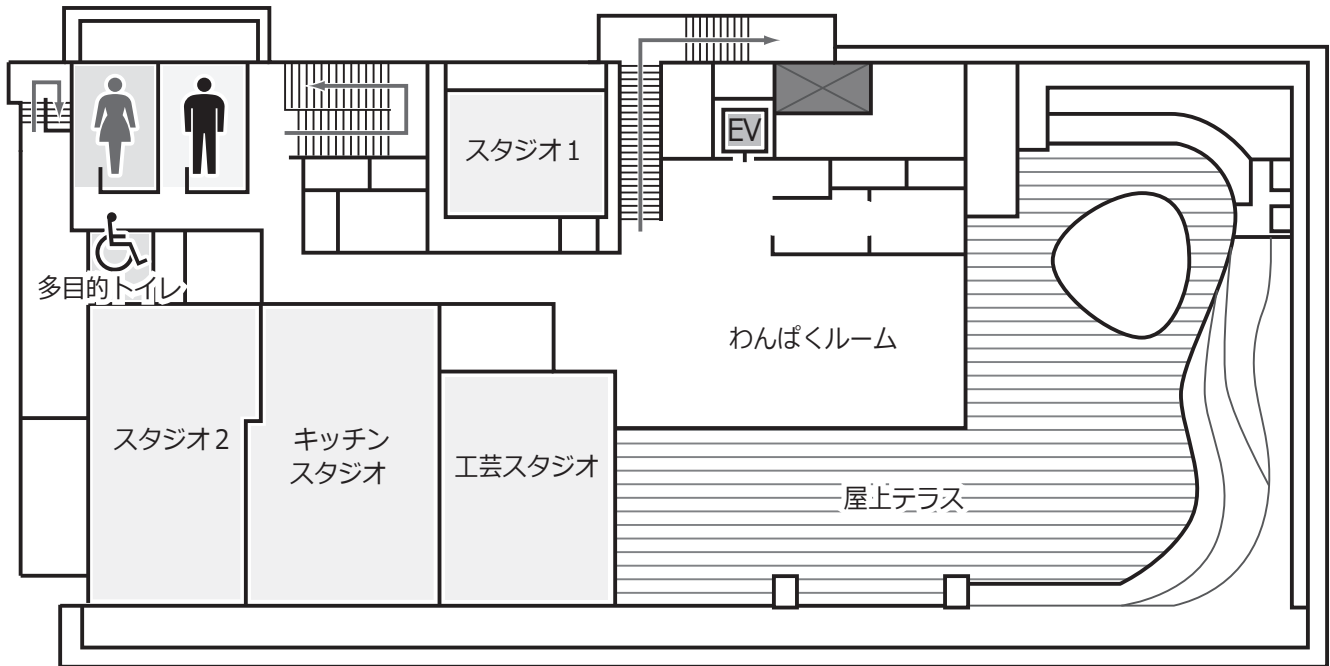 EV
スタジオ1
多目的トイレ
わんぱくルーム
スタジオ2
キッチン
スタジオ
工芸スタジオ
屋上テラス